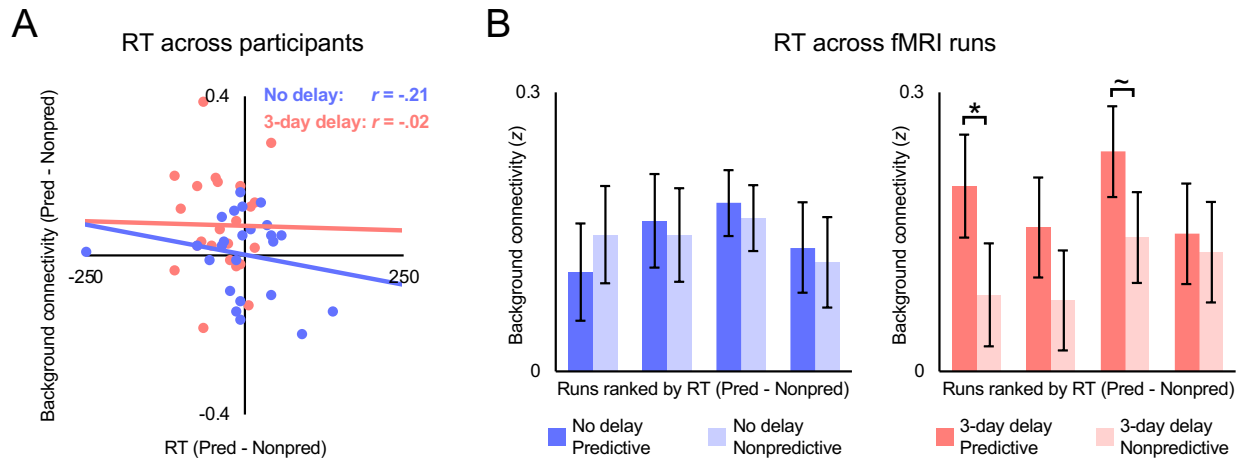 A
RT across participants
Background connectivity (Pred - Nonpred)
0.4
No delay: r = -.21
3-day delay: r = -.02
-250
250
-0.4
RT (Pred - Nonpred)
B
RT across fMRI runs
Background connectivity (z)
0.3
0
Runs ranked by RT (Pred - Nonpred)
No delay
Predictive
No delay
Nonpredictive
Background connectivity (z)
0.3
*
~
0
Runs ranked by RT (Pred - Nonpred)
3-day delay
Predictive
3-day delay
Nonpredictive